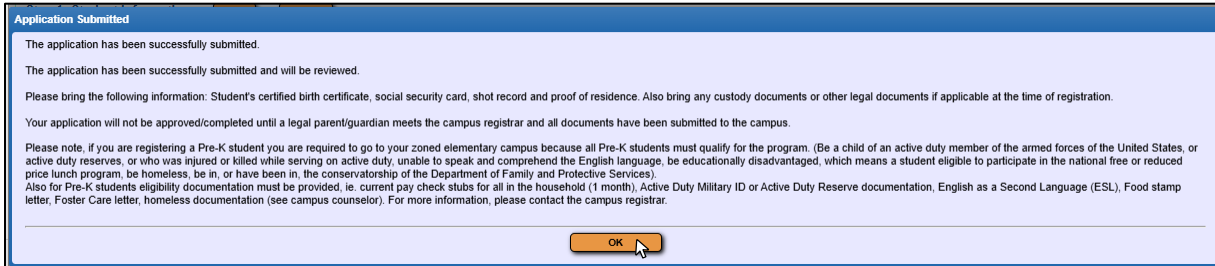 Application Submitted
The application has been successfully submitted.
The application has been successfully submitted and will be reviewed.
Please bring the following information: Student's certified birth certificate, social security card, shot record and proof of residence. Also bring any custody documents or other legal documents if applicable at the time of registration.
Your application will not be approved/completed until a legal parent/guardian meets the campus registrar and all documents have been submitted to the campus.
Please note, if you are registering a Pre-K student you are required to go to your zoned elementary campus because all Pre-K students must qualify for the program. (Be a child of an active duty member of the armed forces of the United States, or
active duty reserves, or who was injured or killed while serving on active duty, unable to speak and comprehend the English language, be educationally disadvantaged, which means a student eligible to participate in the national free or reduced
price lunch program, be homeless, be in, or have been in, the conservatorship of the Department of Family and Protective Services).
Also for Pre-K students eligibility documentation must be provided, ie. current pay check stubs for all in the household (1 month), Active Duty Military ID or Active Duty Reserve documentation, English as a Second Language (ESL), Food stamp
letter, Foster Care letter, homeless documentation (see campus counselor). For more information, please contact the campus registrar.
OK